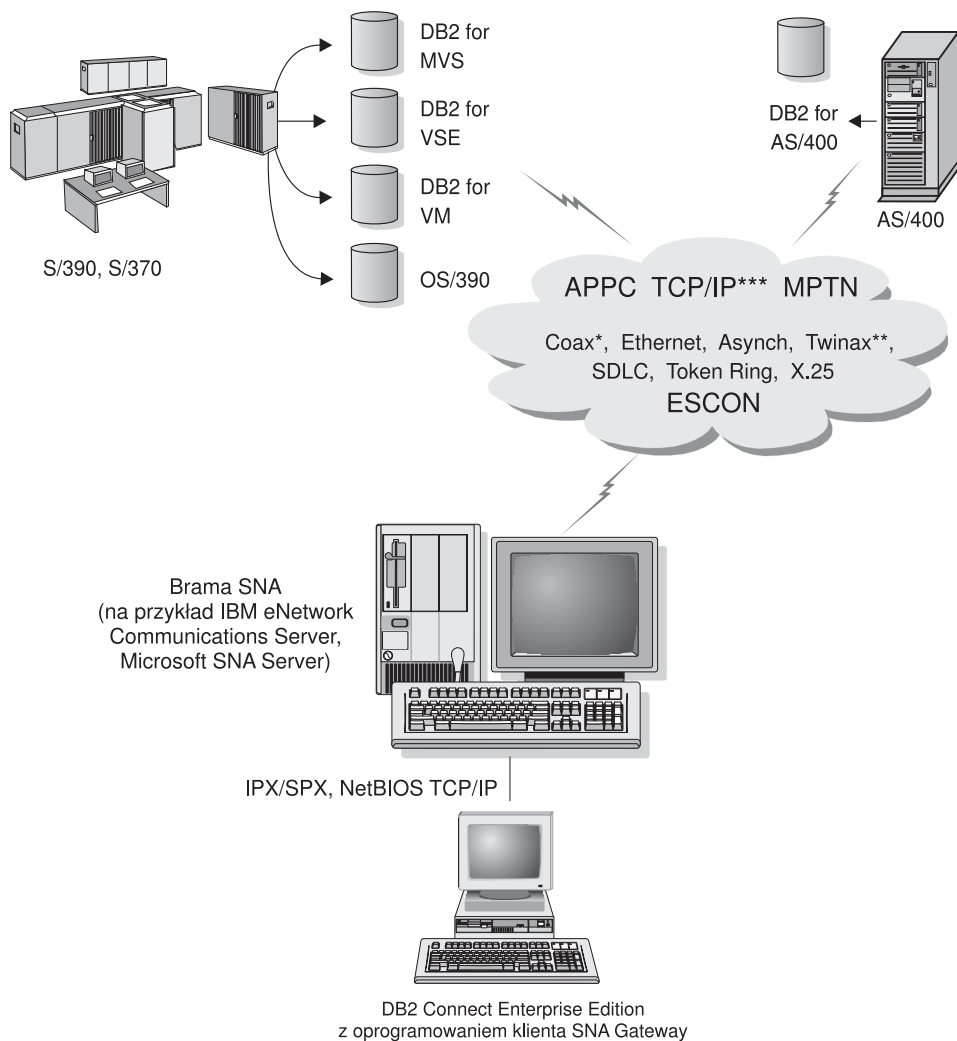 DB2 for
MVS
DB2 for
VSE
DB2 for
VM
OS/390
S/390, S/370
DB2 for
AS/400
AS/400
APPC TCP/IP*** MPTN
Coax*, Ethernet, Asynch, Twinax**,
SDLC, Token Ring, X.25
ESCON
Brama SNA
(na przykład IBM eNetwork
Communications Server,
Microsoft SNA Server)
IPX/SPX, NetBIOS TCP/IP
DB2 Connect Enterprise Edition
z oprogramowaniem klienta SNA Gateway